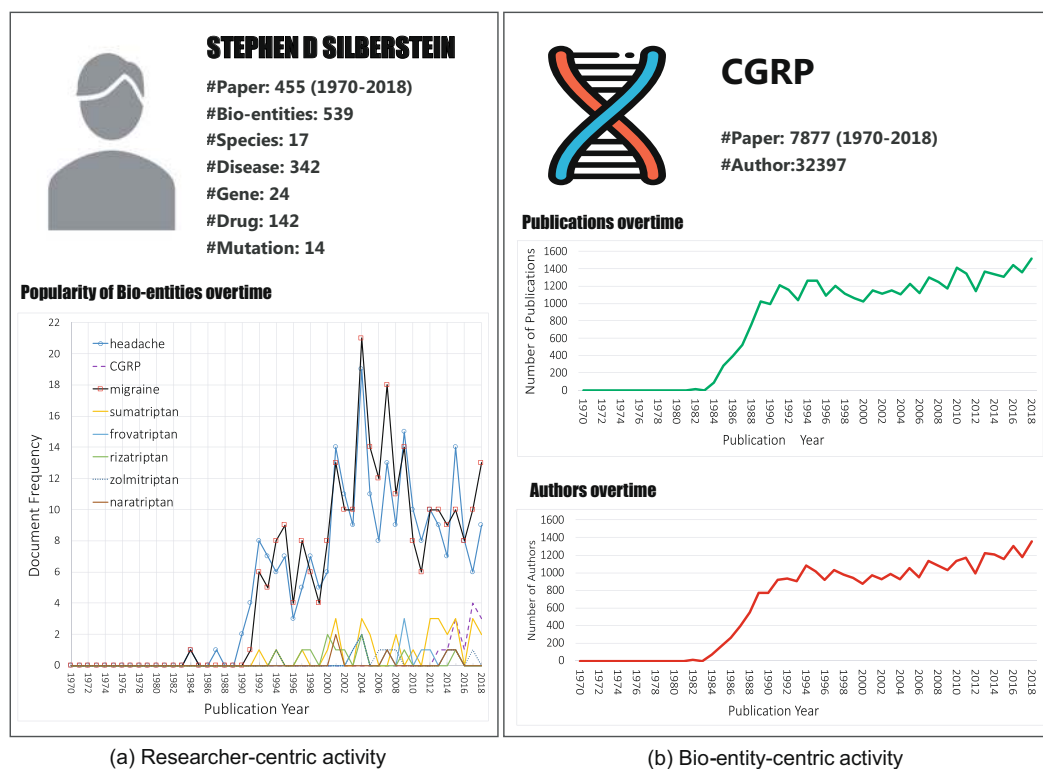 STEPHEN D SILBERSTEIN
#Paper: 455 (1970-2018)
#Bio-entities: 539
#Species: 17
#Disease: 342
#Gene: 24
#Drug: 142
#Mutation: 14
Popularity of Bio-entities overtime
Document Frequency
22
20
18
16
14
12
10
8
6
4
2
0
headache
CGRP
migraine
sumatriptan
frovatriptan
rizatriptan
zolmitriptan
naratriptan
1970 1972 1974 1976 1978 1980 1982 1984 1986 1988 1990 1992 1994 1996 1998 2000 2002 2004 2006 2008 2010 2012 2014 2016 2018
Publication Year
(a) Researcher-centric activity
CGRP
#Paper: 7877 (1970-2018)
#Author:32397
Publications overtime
Number of Publications
1600
1400
1200
1000
800
600
400
200
0
1970 1972 1974 1976 1978 1980 1982 1984 1986 1988 1990 1992 1994 1996 1998 2000 2002 2004 2006 2008 2010 2012 2014 2016 2018
Publication Year
Authors overtime
Number of Authors
1600
1400
1200
1000
800
600
400
200
0
1970 1972 1974 1976 1978 1980 1982 1984 1986 1988 1990 1992 1994 1996 1998 2000 2002 2004 2006 2008 2010 2012 2014 2016 2018
Publication Year
(b) Bio-entity-centric activity